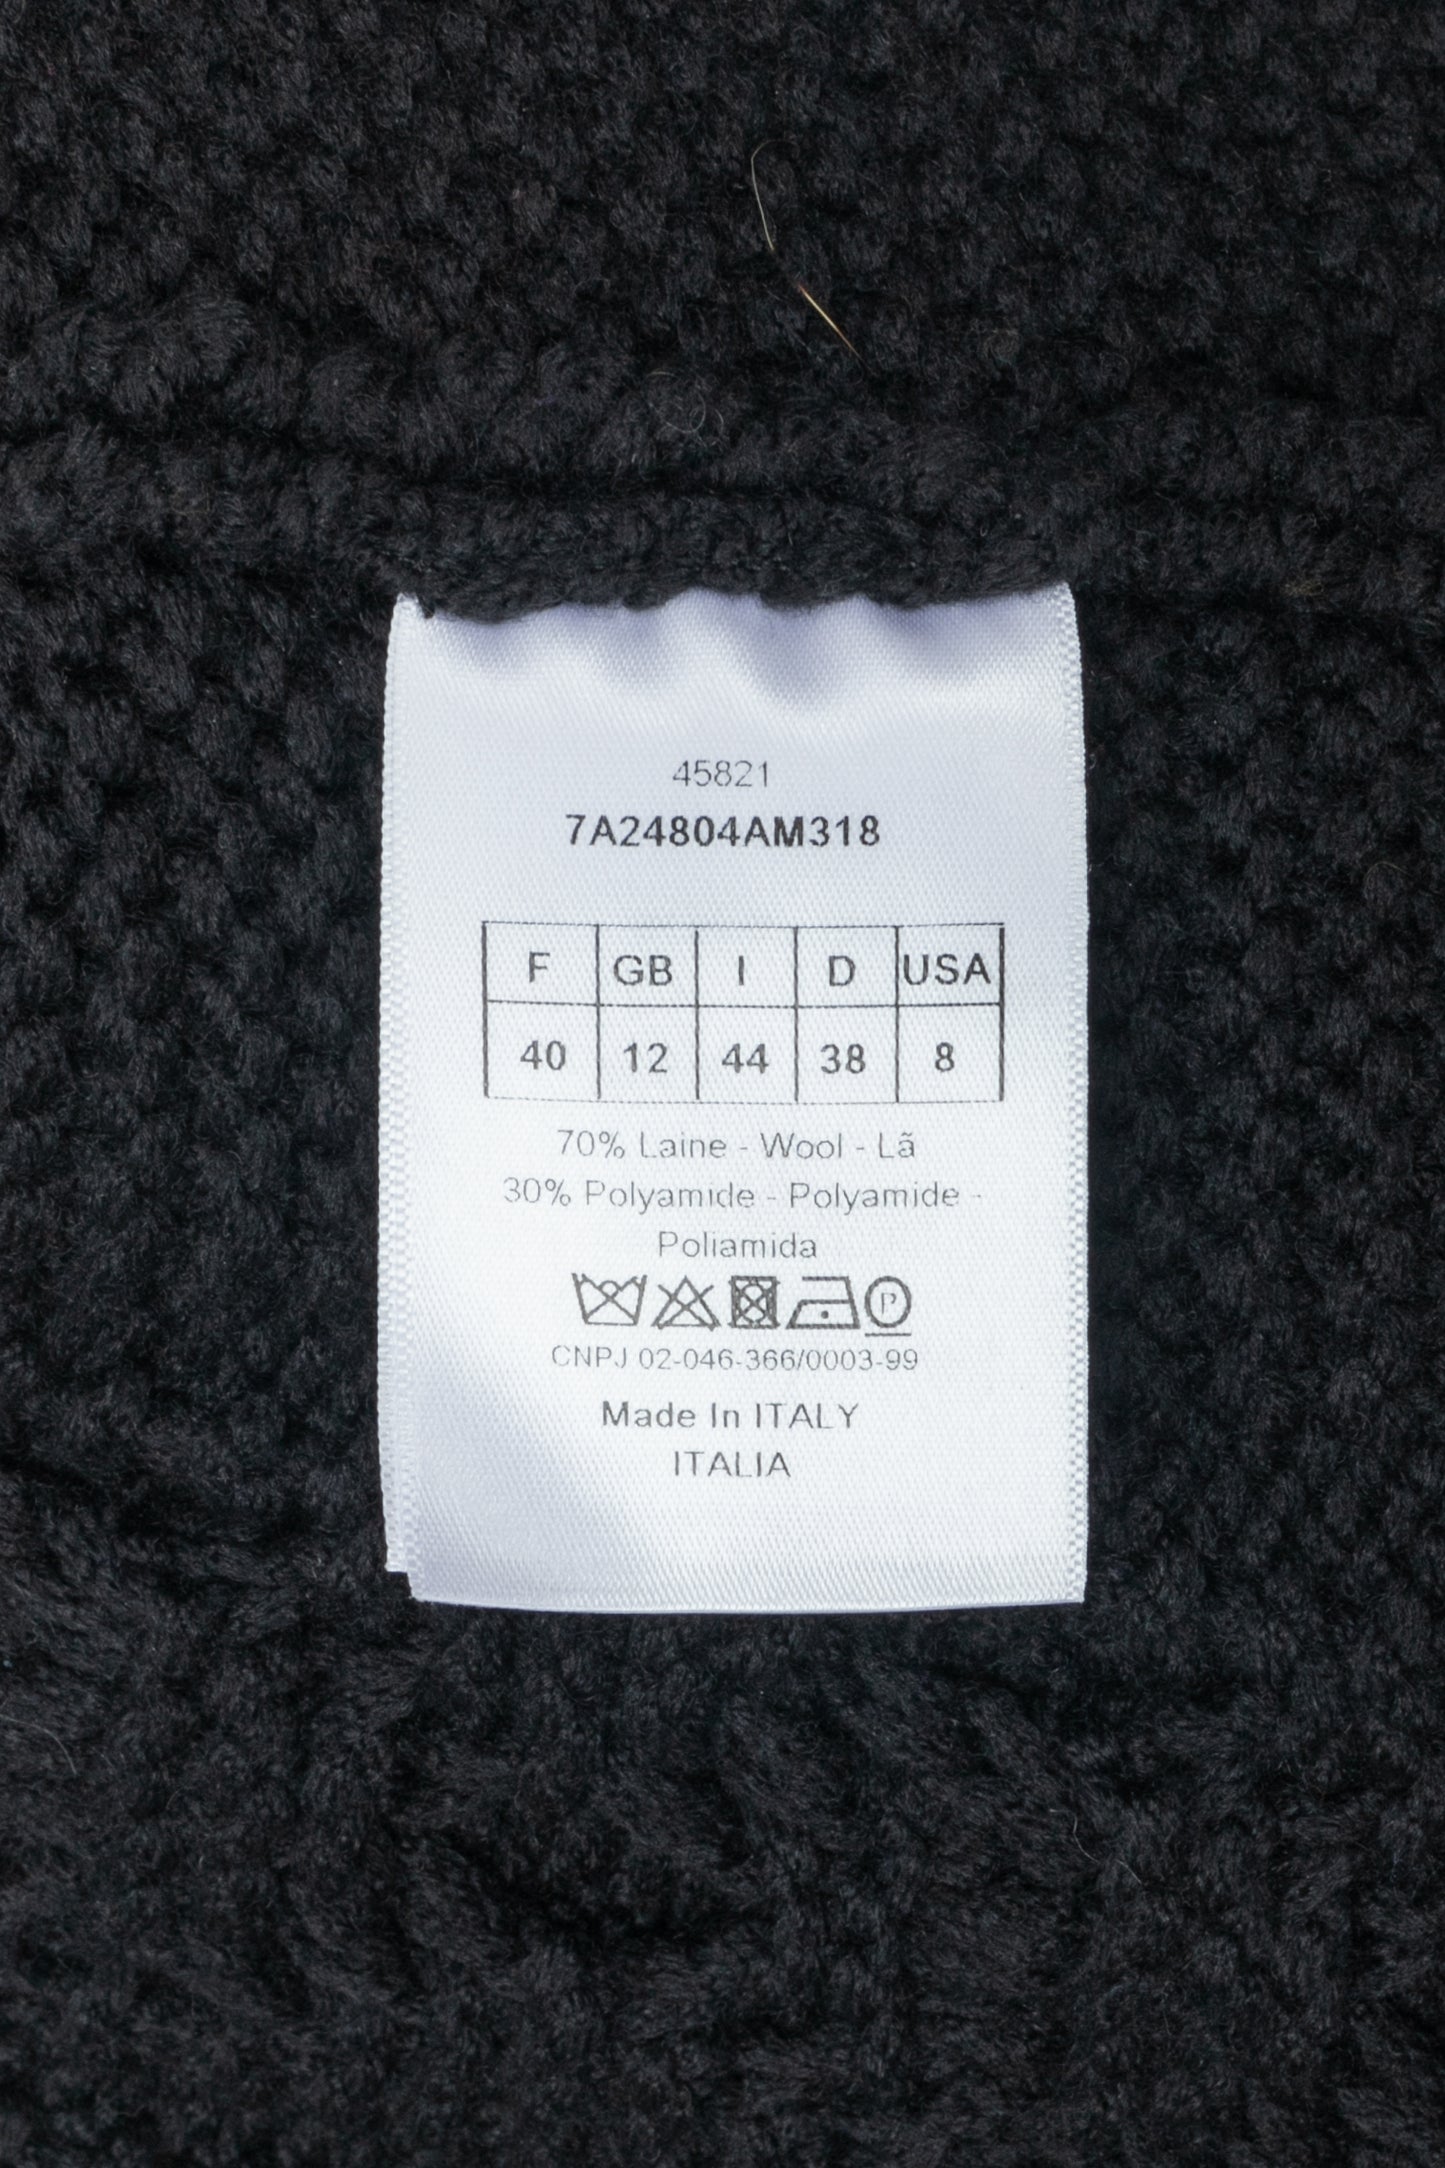 45821
7A24804AM318
F GB I D USA
40 12 44 38 8
70% Laine - Wool - Lã
30% Polyamide - Polyamide -
Poliamida
P
CNPJ 02-046-366/0003-99
Made In ITALY
ITALIA